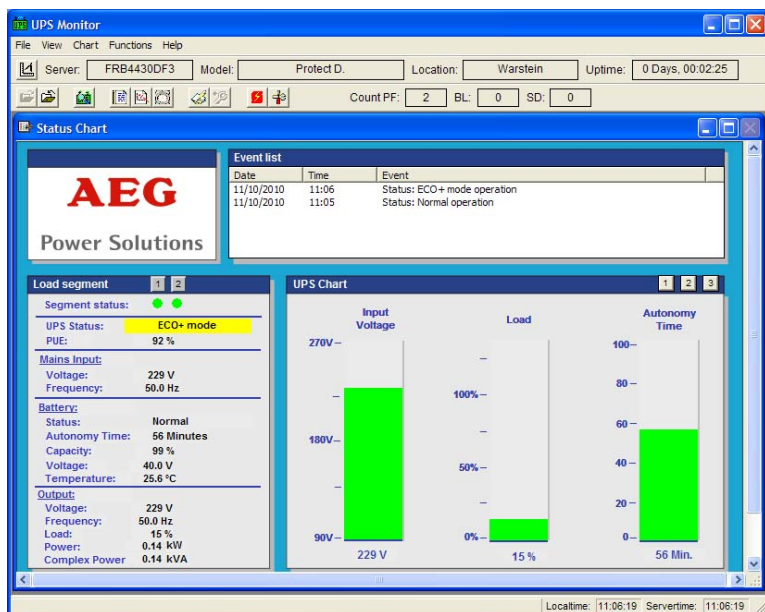 UPS Monitor
File View Chart Functions Help
Server: FRB4430DF3 Model: Protect D. Location: Warstein Uptime: 0 Days, 00:02:25
Count PF: 2 BL: 0 SD: 0
Status Chart
AEG
Power Solutions
Event list
Date Time Event
11/10/2010 11:06 Status: ECO+ mode operation
11/10/2010 11:05 Status: Normal operation
Load segment 1 2
Segment status:
UPS Status: ECO+ mode
PUE: 92 %
Mains Input:
Voltage: 229 V
Frequency: 50.0 Hz
Battery:
Status: Normal
Autonomy Time: 56 Minutes
Capacity: 99 %
Voltage: 40.0 V
Temperature: 25.6 °C
Output:
Voltage: 229 V
Frequency: 50.0 Hz
Load: 15 %
Power: 0.14 kW
Complex Power 0.14 kVA
UPS Chart 1 2 3
Input
Voltage
270V
180V
90V
229 V
Load
100%
50%
0%
15 %
Autonomy
Time
100
80
60
40
20
0
56 Min.
Localtime: 11:06:19 Servertime: 11:06:19